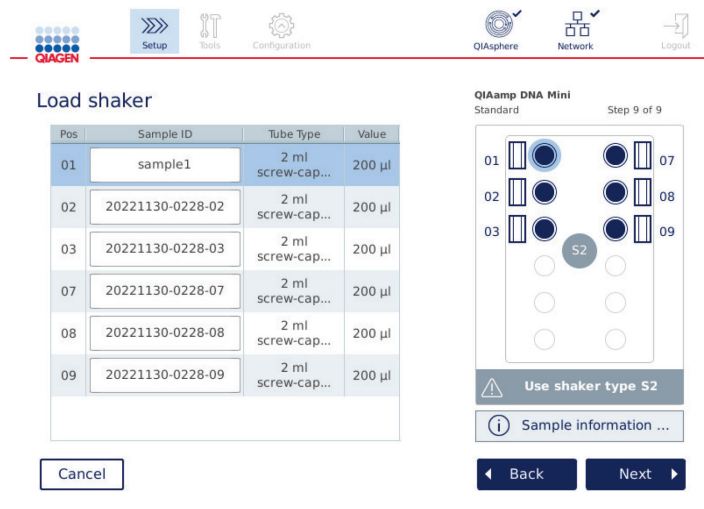 QIAGEN
Setup
Tools
Configuration
QIAsphere
Network
Logout
Load shaker
Pos Sample ID Tube Type Value
01 sample1 2 ml screw-cap... 200 µl
02 20221130-0228-02 2 ml screw-cap... 200 µl
03 20221130-0228-03 2 ml screw-cap... 200 µl
07 20221130-0228-07 2 ml screw-cap... 200 µl
08 20221130-0228-08 2 ml screw-cap... 200 µl
09 20221130-0228-09 2 ml screw-cap... 200 µl
QIAamp DNA Mini
Standard Step 9 of 9
01 07
02 08
03 09
S2
Use shaker type S2
Sample information ...
Cancel
Back
Next